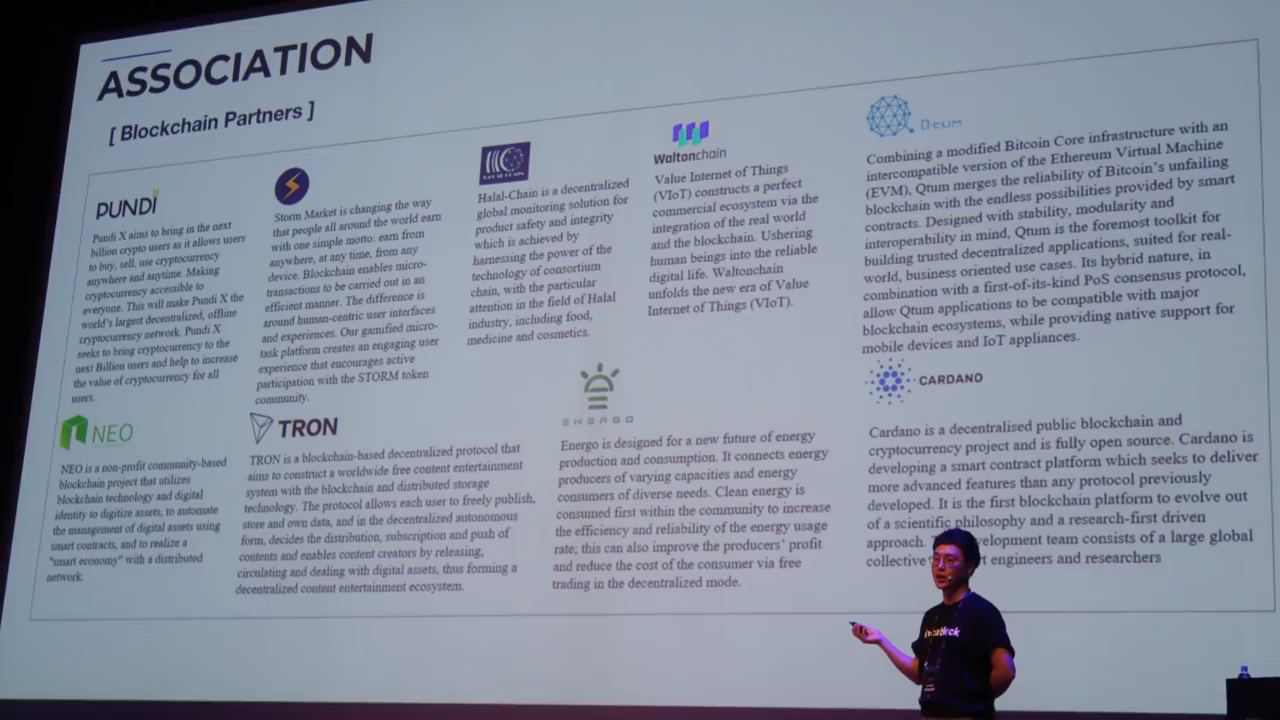 ASSOCIATION
[ Blockchain Partners ]
PUNDI X
Pundi X aims to bring in the next
billion crypto users as it allows users
to buy, sell, use cryptocurrency
anywhere and anytime. Making
cryptocurrency accessible to
everyone. This will make Pundi X the
world's largest decentralized, offline
cryptocurrency network. Pundi X
seeks to bring cryptocurrency to the
next Billion users and help to increase
the value of cryptocurrency for all
users.
Storm Market is changing the way
that people all around the world earn
with one simple motto: earn from
anywhere, at any time, from any
device. Blockchain enables micro-
transactions to be carried out in an
efficient manner. The difference is
around human-centric user interfaces
and experiences. Our gamified micro-
task platform creates an engaging user
experience that encourages active
participation with the STORM token
community.
Halal-Chain is a decentralized
global monitoring solution for
product safety and integrity
which is achieved by
harnessing the power of the
technology of consortium
chain, with the particular
attention in the field of Halal
industry, including food,
medicine and cosmetics.
Waltonchain
Value Internet of Things
(VIoT) constructs a perfect
commercial ecosystem via the
integration of the real world
and the blockchain. Ushering
human beings into the reliable
digital life. Waltonchain
unfolds the new era of Value
Internet of Things (VIoT).
Qtum
Combining a modified Bitcoin Core infrastructure with an
intercompatible version of the Ethereum Virtual Machine
(EVM), Qtum merges the reliability of Bitcoin's unfailing
blockchain with the endless possibilities provided by smart
contracts. Designed with stability, modularity and
interoperability in mind, Qtum is the foremost toolkit for
building trusted decentralized applications, suited for real-
world, business oriented use cases. Its hybrid nature, in
combination with a first-of-its-kind PoS consensus protocol,
allow Qtum applications to be compatible with major
blockchain ecosystems, while providing native support for
mobile devices and IoT appliances.
NEO
NEO is a non-profit community-based
blockchain project that utilizes
blockchain technology and digital
identity to digitize assets, to automate
the management of digital assets using
smart contracts, and to realize a
"smart economy" with a distributed
network.
TRON
TRON is a blockchain-based decentralized protocol that
aims to construct a worldwide free content entertainment
system with the blockchain and distributed storage
technology. The protocol allows each user to freely publish,
store and own data, and in the decentralized autonomous
form, decides the distribution, subscription and push of
contents and enables content creators by releasing,
circulating and dealing with digital assets, thus forming a
decentralized content entertainment ecosystem.
ENERGO
Energo is designed for a new future of energy
production and consumption. It connects energy
producers of varying capacities and energy
consumers of diverse needs. Clean energy is
consumed first within the community to increase
the efficiency and reliability of the energy usage
rate; this can also improve the producers' profit
and reduce the cost of the consumer via free
trading in the decentralized mode.
CARDANO
Cardano is a decentralised public blockchain and
cryptocurrency project and is fully open source. Cardano is
developing a smart contract platform which seeks to deliver
more advanced features than any protocol previously
developed. It is the first blockchain platform to evolve out
of a scientific philosophy and a research-first driven
approach. development team consists of a large global
collective engineers and researchers